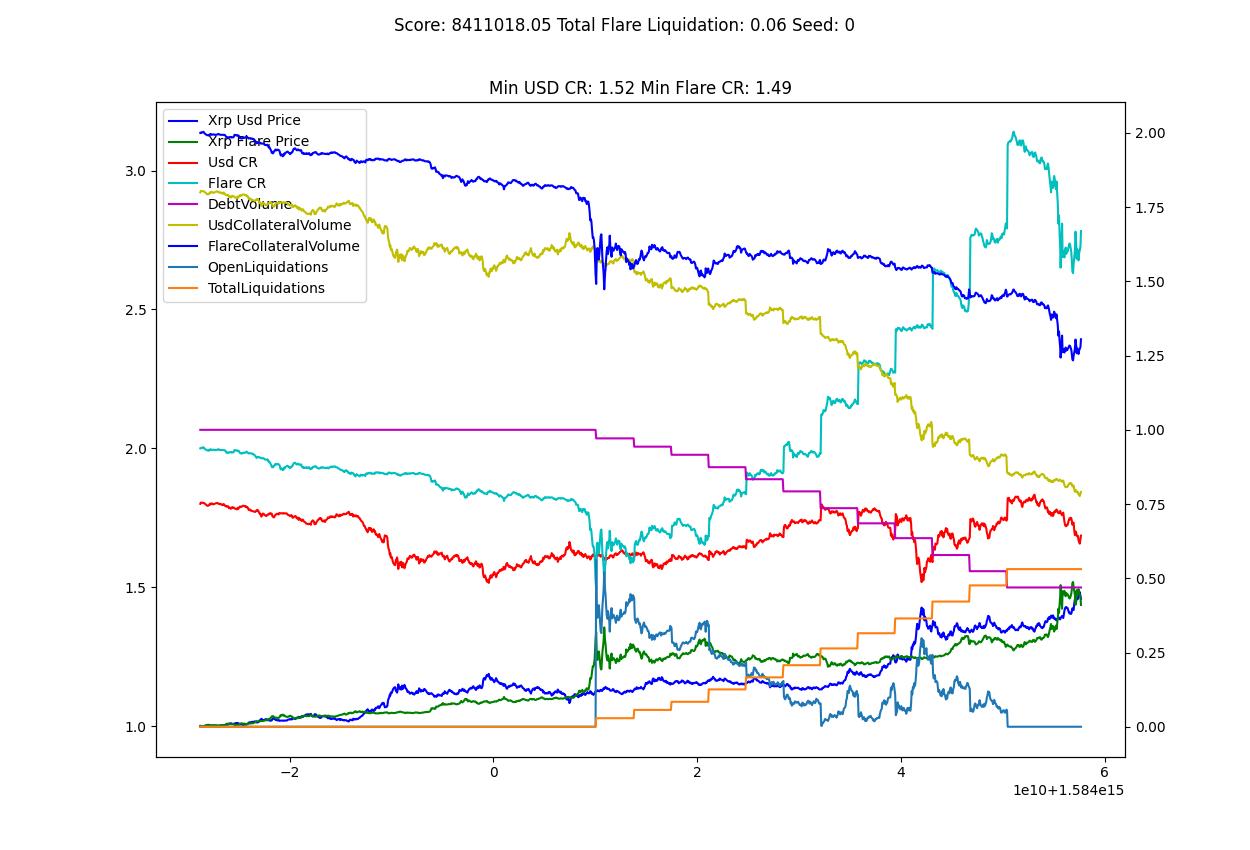 Score: 8411018.05 Total Flare Liquidation: 0.06 Seed: 0
Min USD CR: 1.52 Min Flare CR: 1.49
Xrp Usd Price
Xrp Flare Price
Usd CR
Flare CR
DebtVolume
UsdCollateralVolume
FlareCollateralVolume
OpenLiquidations
TotalLiquidations
3.0
2.5
2.0
1.5
1.0
2.00
1.75
1.50
1.25
1.00
0.75
0.50
0.25
0.00
−2 0 2 4 6
1e10+1.584e15